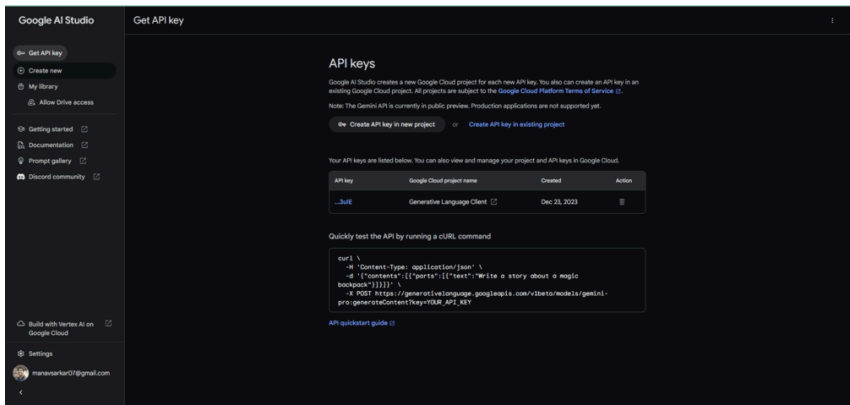 Google AI Studio
Get API key
Get API key
Create new
My library
Allow Drive access
Getting started
Documentation
Prompt gallery
Discord community
Build with Vertex AI on
Google Cloud
Settings
manavsarkar07@gmail.com
API keys
Google AI Studio creates a new Google Cloud project for each new API key. You also can create an API key in an
existing Google Cloud project. All projects are subject to the Google Cloud Platform Terms of Service.
Note: The Gemini API is currently in public preview. Production applications are not supported yet.
Create API key in new project or Create API key in existing project
Your API keys are listed below. You can also view and manage your project and API keys in Google Cloud.
API key Google Cloud project name Created Action
...3uIE Generative Language Client Dec 23, 2023
Quickly test the API by running a cURL command
curl \
-H 'Content-Type: application/json' \
-d '{"contents":[{"parts":[{"text":"Write a story about a magic
backpack"}]}]}' \
-X POST https://generativelanguage.googleapis.com/v1beta/models/gemini-
pro:generateContent?key=YOUR_API_KEY
API quickstart guide